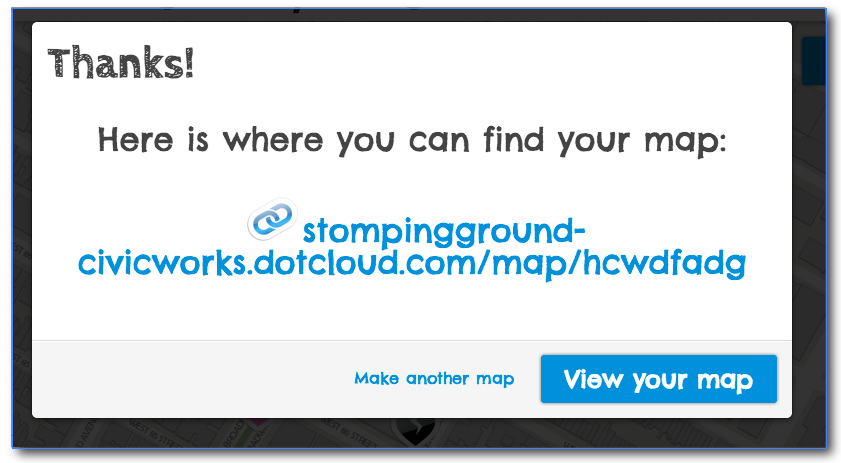 Thanks!
Here is where you can find your map:
stompingground-
civicworks.dotcloud.com/map/hcwdfadg
Make another map
View your map